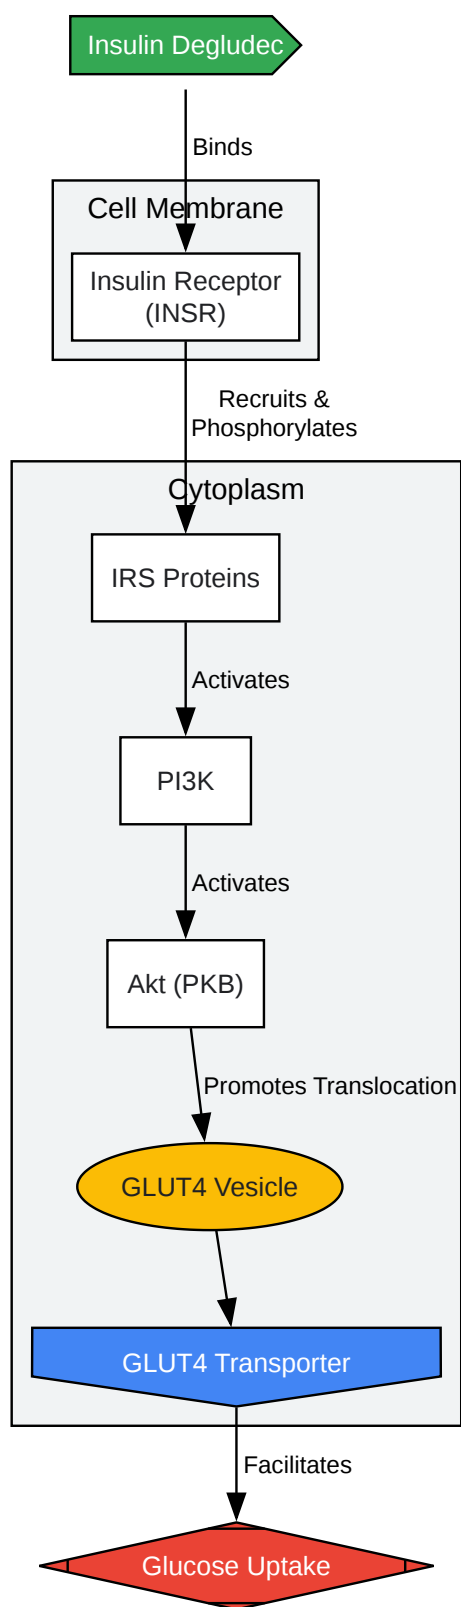 Insulin Degludec
Binds
Cell Membrane
Insulin Receptor
(INSR)
Recruits &
Phosphorylates
Cytoplasm
IRS Proteins
Activates
PI3K
Activates
Akt (PKB)
Promotes Translocation
GLUT4 Vesicle
GLUT4 Transporter
Facilitates
Glucose Uptake